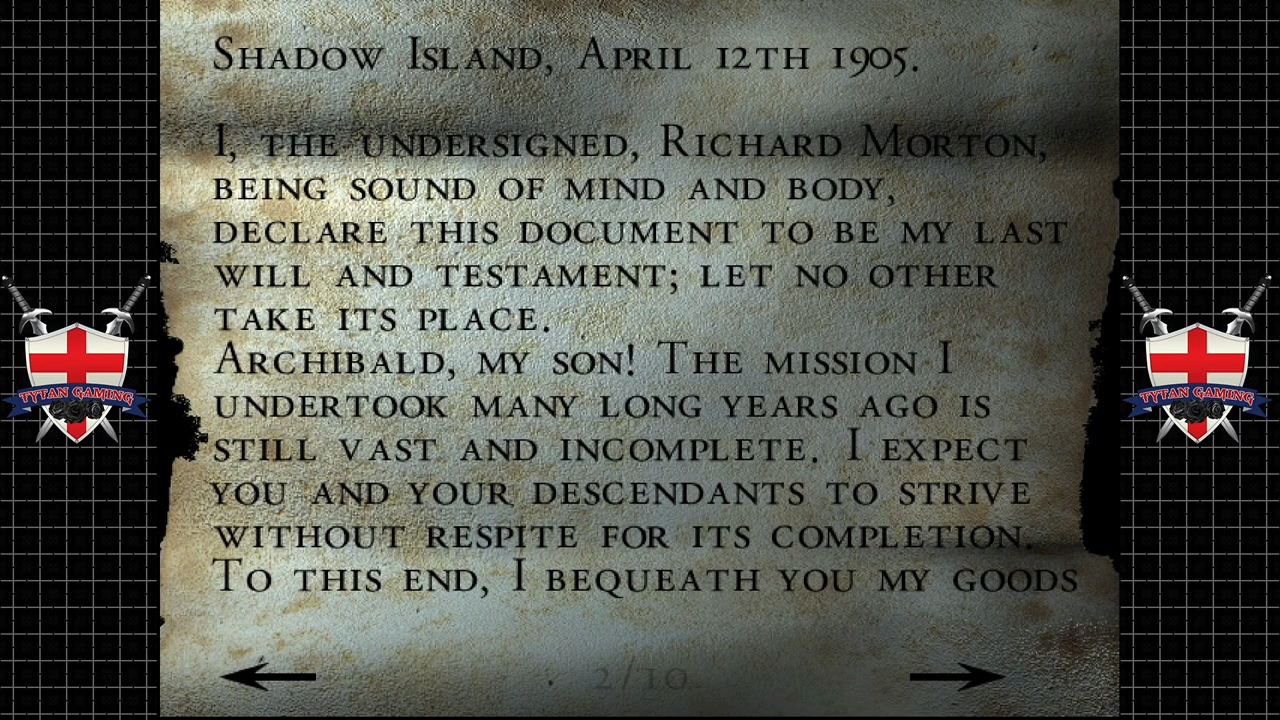 Shadow Island, April 12th 1905.
I, the undersigned, Richard Morton,
being sound of mind and body,
declare this document to be my last
will and testament; let no other
take its place.
Archibald, my son! The mission I
undertook many long years ago is
still vast and incomplete. I expect
you and your descendants to strive
without respite for its completion.
To this end, I bequeath you my goods
2/10
TYTAN GAMING
TYTAN GAMING